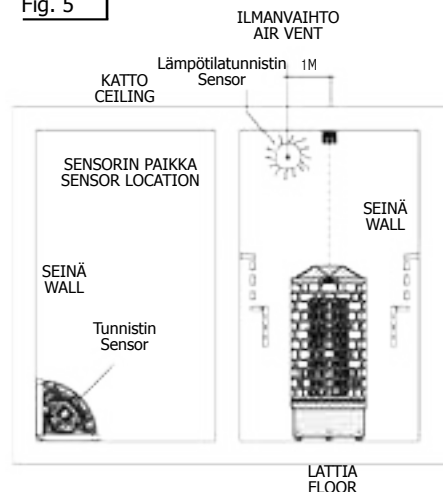 Fig. 5
ILMANVAIHTO
AIR VENT
Lämpötilatunnistin
Sensor
1M
KATTO
CEILING
SENSORIN PAIKKA
SENSOR LOCATION
SEINÄ
WALL
SEINÄ
WALL
Tunnistin
Sensor
LATTIA
FLOOR